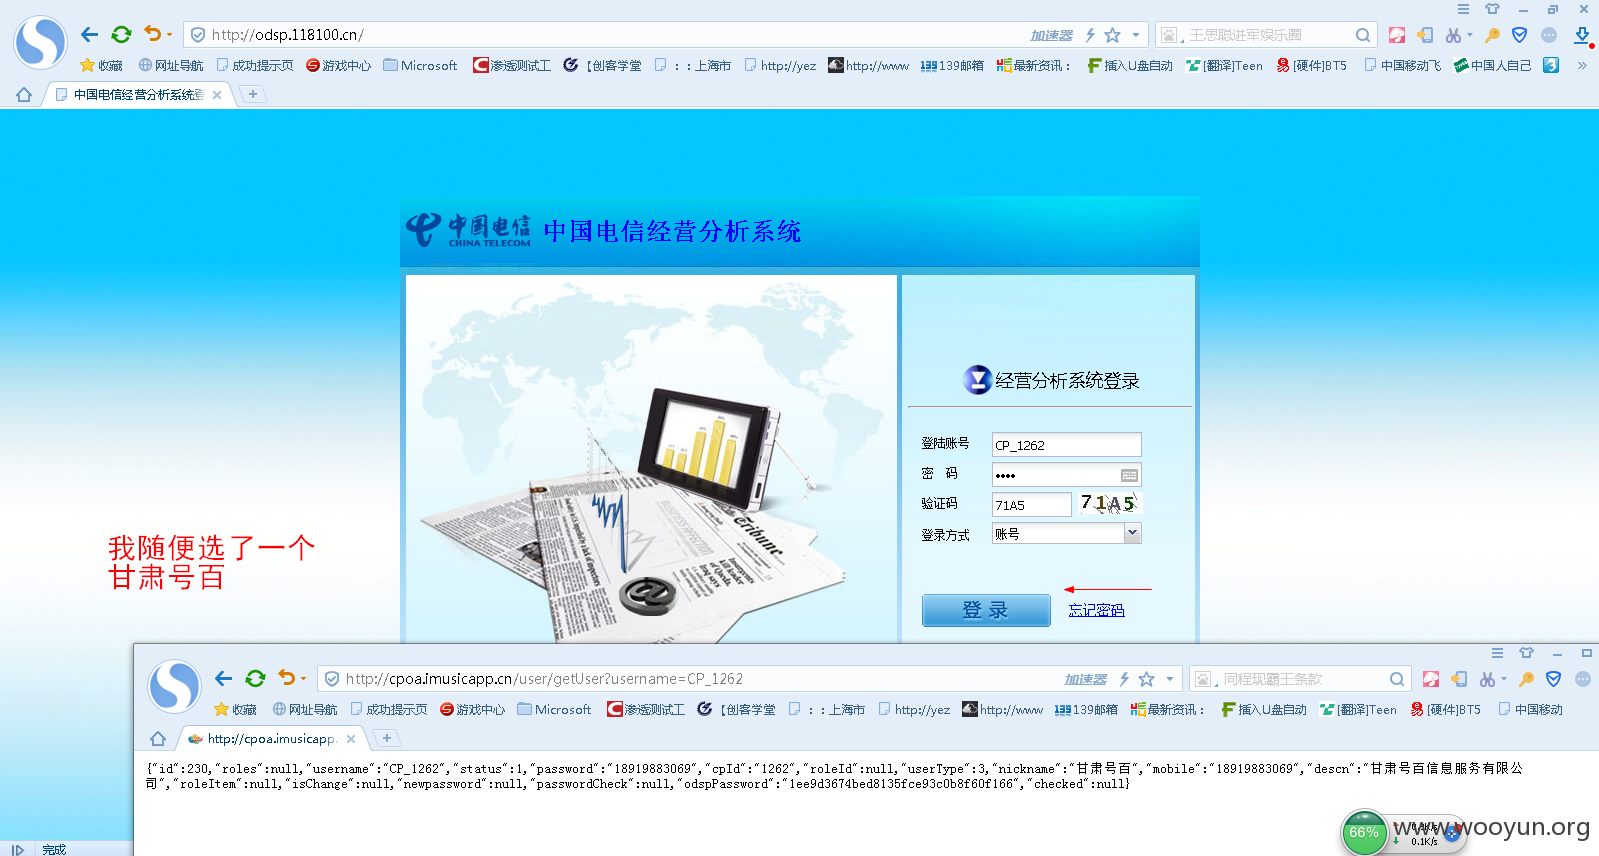 http://odsp.118100.cn/
加速器
王思聪进军娱乐圈
收藏 网址导航 成功提示页 游戏中心 Microsoft 渗透测试工 【创客学堂 ：：上海市 http://yez http://www 139邮箱 最新资讯： 插入U盘自动 [翻译]Teen [硬件]BT5 中国移动飞 中国人自己
中国电信经营分析系统登
中国电信
CHINA TELECOM
中国电信经营分析系统
经营分析系统登录
登陆账号 CP_1262
密 码 ••••
验证码 71A5 71A5
登录方式 账号
登 录 忘记密码
Tribune
我随便选了一个
甘肃号百
http://cpoa.imusicapp.cn/user/getUser?username=CP_1262
加速器
同程现霸王条款
收藏 网址导航 成功提示页 游戏中心 Microsoft 渗透测试工 【创客学堂 ：：上海市 http://yez http://www 139邮箱 最新资讯： 插入U盘自动 [翻译]Teen [硬件]BT5 中国移动
http://cpoa.imusicapp.
{"id":230,"roles":null,"username":"CP_1262","status":1,"password":"18919883069","cpId":"1262","roleId":null,"userType":3,"nickname":"甘肃号百","mobile":"18919883069","descn":"甘肃号百信息服务有限公
司","roleItem":null,"isChange":null,"newpassword":null,"passwordCheck":null,"odspPassword":"1ee9d3674bed8135fce93c0b8f60f166","checked":null}
66%
0.1K/s
www.wooyun.org
完成